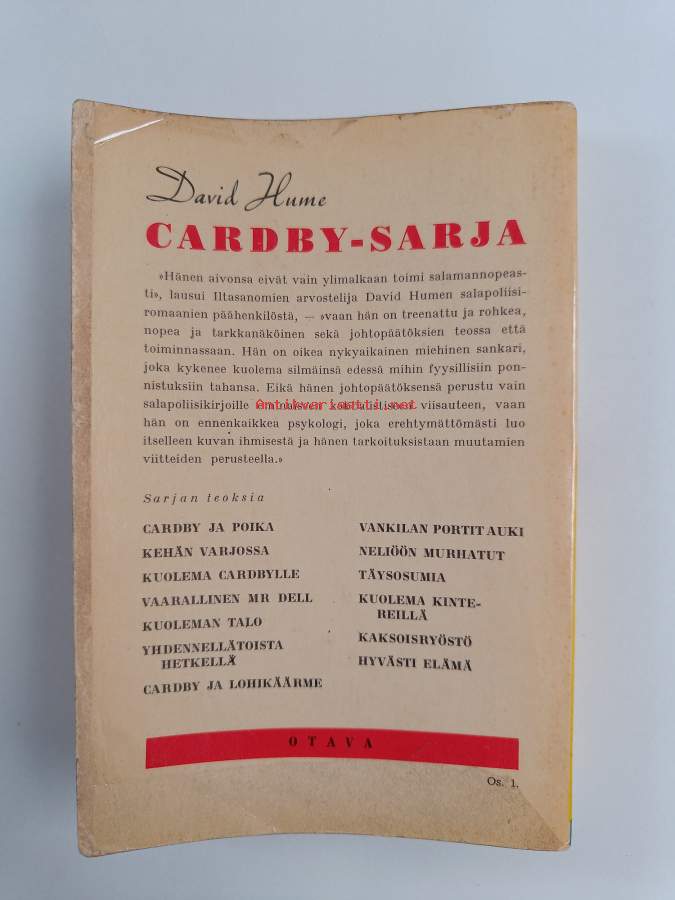 David Hume
CARDBY-SARJA
»Hänen aivonsa eivät vain ylimalkaan toimi salamannopeas-
ti», lausui Iltasanomien arvostelija David Humen salapoliisi-
romaanien päähenkilöstä, — »vaan hän on treenattu ja rohkea,
nopea ja tarkkanäköinen sekä johtopäätöksien teossa että
toiminnassaan. Hän on oikea nykyaikainen miehinen sankari,
joka kykenee kuolema silmäinsä edessä mihin fyysillisiin pon-
nistuksiin tahansa. Eikä hänen johtopäätöksensä perustu vain
Antikvariaatti.net
salapoliisikirjoille viisauteen, vaan
hän on ennenkaikkea psykologi, joka erehtymättömästi luo
itselleen kuvan ihmisestä ja hänen tarkoituksistaan muutamien
viitteiden perusteella.»
Sarjan teoksia
CARDBY JA POIKA
KEHÄN VARJOSSA
KUOLEMA CARDBYLLE
VAARALLINEN MR DELL
KUOLEMAN TALO
YHDENNELLÄTOISTA
HETKELLÄ
CARDBY JA LOHIKÄÄRME
VANKILAN PORTIT AUKI
NELIÖÖN MURHATUT
TÄYSOSUMIA
KUOLEMA KINTE-
REILLÄ
KAKSOISRYÖSTÖ
HYVÄSTI ELÄMÄ
OTAVA
Os. 1.